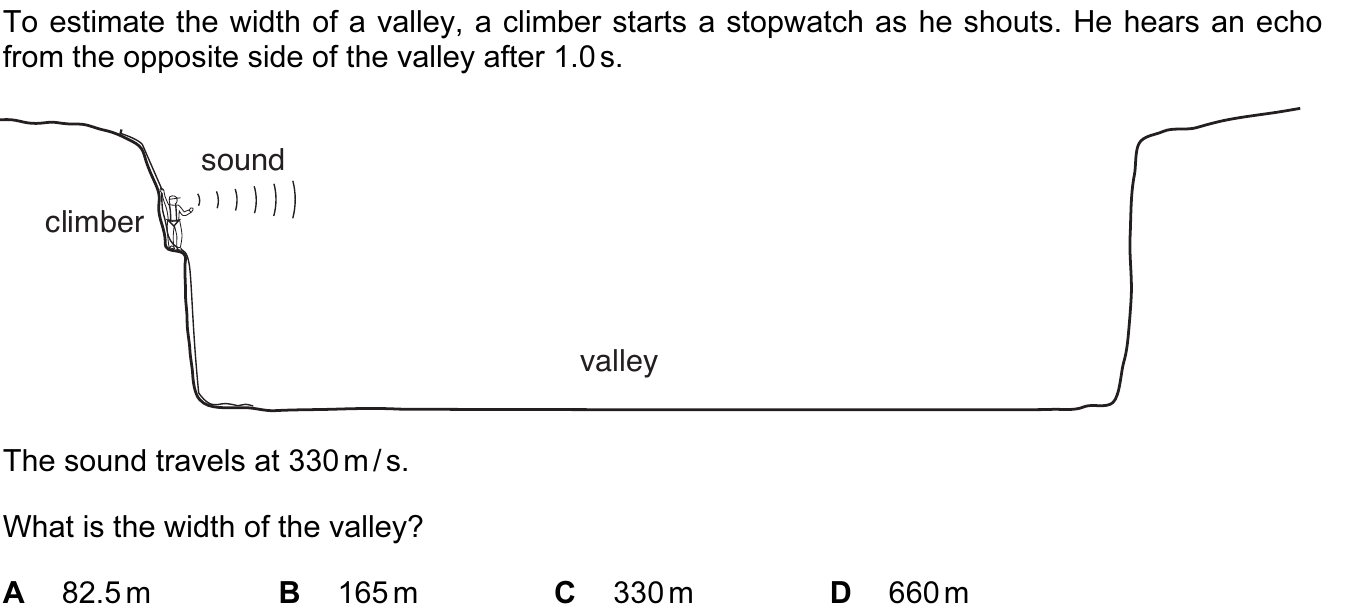 To estimate the width of a valley, a climber starts a stopwatch as he shouts. He hears an echo
from the opposite side of the valley after 1.0 s.
sound
climber
valley
The sound travels at 330 m / s.
What is the width of the valley?
A 82.5 m B 165 m C 330 m D 660 m